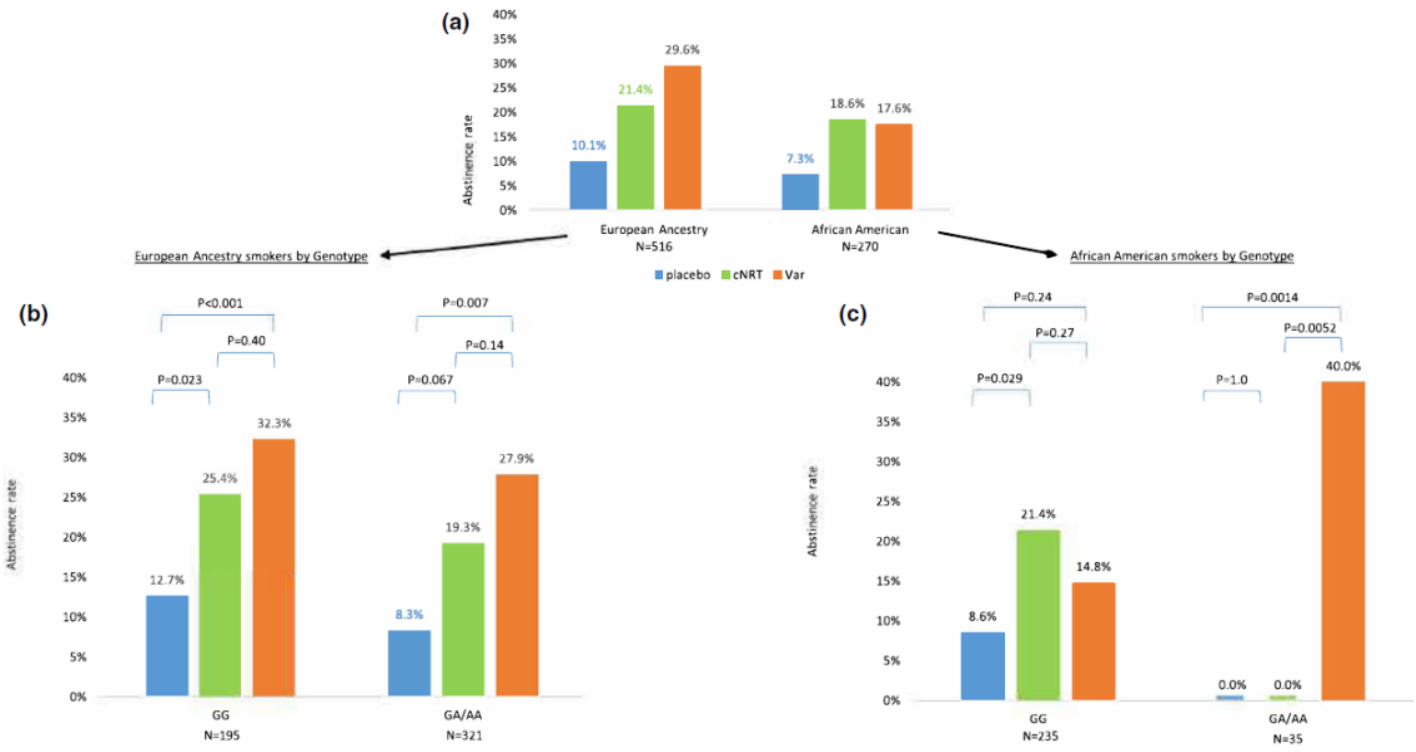 (a)
40%
35%
30%
25%
20%
15%
10%
5%
0%
Abstinence rate
10.1%
21.4%
29.6%
7.3%
18.6%
17.6%
European Ancestry
N=516
African American
N=270
placebo cNRT Var
European Ancestry smokers by Genotype
African American smokers by Genotype
(b)
P<0.001
P=0.40
P=0.023
P=0.007
P=0.14
P=0.067
40%
35%
30%
25%
20%
15%
10%
5%
0%
Abstinence rate
12.7%
25.4%
32.3%
8.3%
19.3%
27.9%
GG
N=195
GA/AA
N=321
(c)
P=0.24
P=0.27
P=0.029
P=0.0014
P=0.0052
P=1.0
40%
35%
30%
25%
20%
15%
10%
5%
0%
Abstinence rate
8.6%
21.4%
14.8%
0.0%
0.0%
40.0%
GG
N=235
GA/AA
N=35